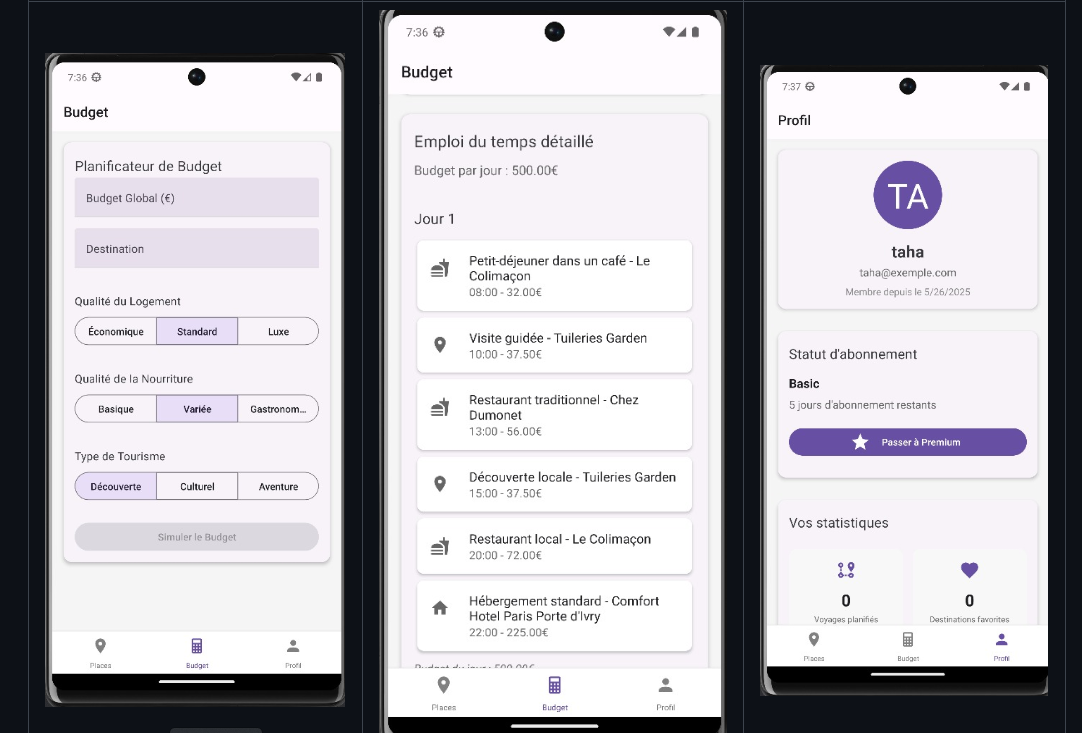 7:36
Budget
Planificateur de Budget
Budget Global (€)
Destination
Qualité du Logement
Économique Standard Luxe
Qualité de la Nourriture
Basique Variée Gastronom...
Type de Tourisme
Découverte Culturel Aventure
Simuler le Budget
Places Budget Profil
7:36
Budget
Emploi du temps détaillé
Budget par jour : 500.00€
Jour 1
Petit-déjeuner dans un café - Le
Colimaçon
08:00 - 32.00€
Visite guidée - Tuileries Garden
10:00 - 37.50€
Restaurant traditionnel - Chez
Dumonet
13:00 - 56.00€
Découverte locale - Tuileries Garden
15:00 - 37.50€
Restaurant local - Le Colimaçon
20:00 - 72.00€
Hébergement standard - Comfort
Hotel Paris Porte d'Ivry
22:00 - 225.00€
Budget du jour: 500.00€
Places Budget Profil
7:37
Profil
TA
taha
taha@exemple.com
Membre depuis le 5/26/2025
Statut d'abonnement
Basic
5 jours d'abonnement restants
Passer à Premium
Vos statistiques
0 0
Voyages planifiés Destinations favorites
Places Budget Profil